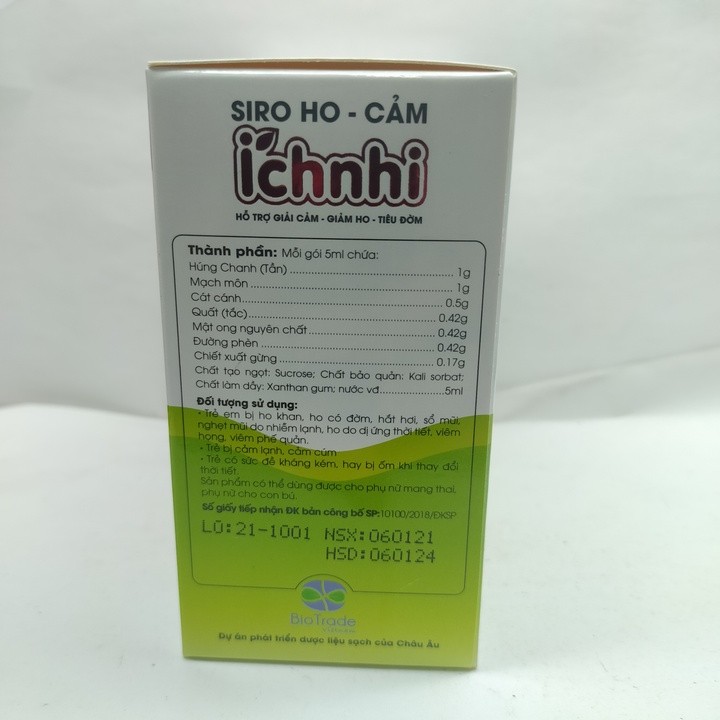 SIRO HO - CẢM
ichnhi
HỖ TRỢ GIẢI CẢM - GIẢM HO - TIÊU ĐỜM
Thành phần: Mỗi gói 5ml chứa:
Húng Chanh (Tần) 1g
Mạch môn 1g
Cát cánh 0.5g
Quất (tắc) 0.42g
Mật ong nguyên chất 0.42g
Đường phèn 0.42g
Chiết xuất gừng 0.17g
Chất tạo ngọt: Sucrose; Chất bảo quản: Kali sorbat;
Chất làm dầy: Xanthan gum; nước vđ 5ml
Đối tượng sử dụng:
- Trẻ em bị ho khan, ho có đờm, hắt hơi, sổ mũi,
nghẹt mũi do nhiễm lạnh, ho do dị ứng thời tiết, viêm
họng, viêm phế quản.
- Trẻ bị cảm lạnh, cảm cúm
- Trẻ có sức đề kháng kém, hay bị ốm khi thay đổi
thời tiết.
Sản phẩm có thể dùng được cho phụ nữ mang thai,
phụ nữ cho con bú.
Số giấy tiếp nhận ĐK bản công bố SP:10100/2018/ĐKSP
LÔ:21-1001 NSX:060121
HSD:060124
BioTrade
Dự án phát triển dược liệu sạch của Châu Âu